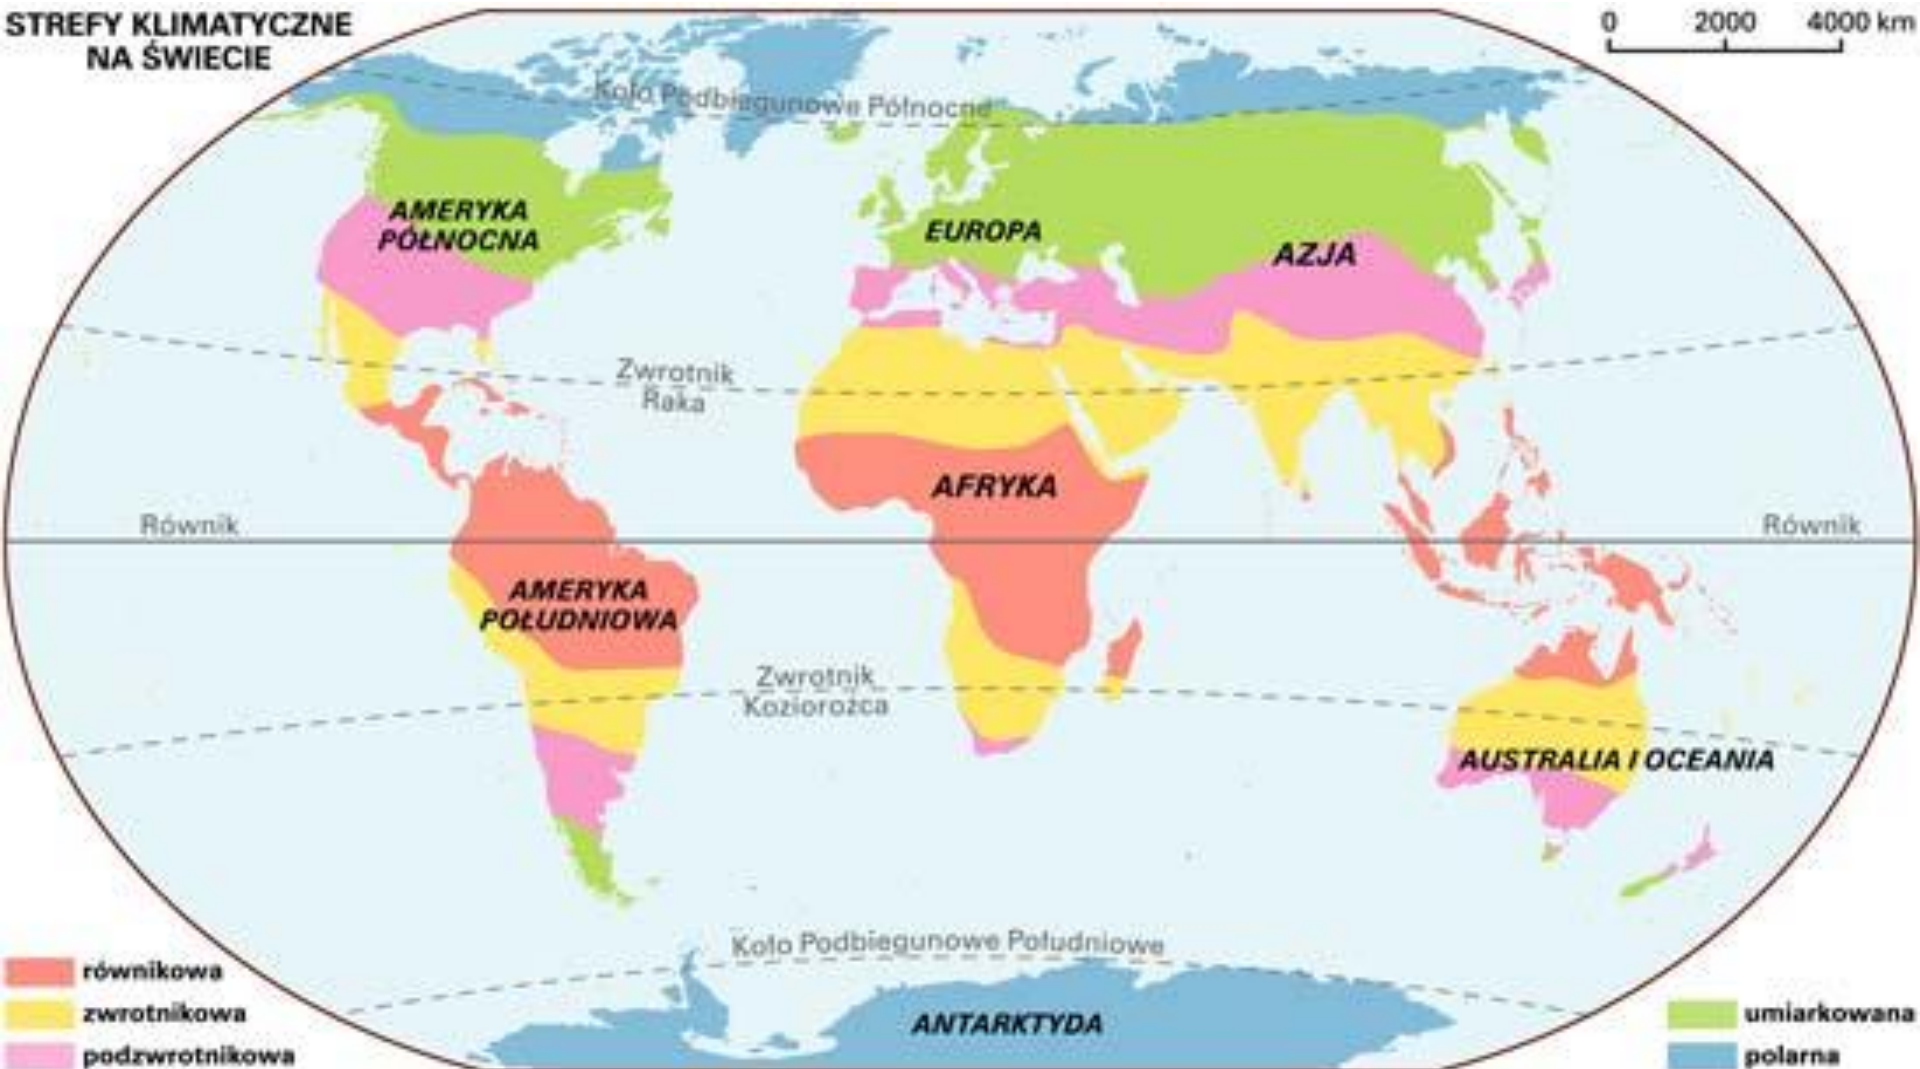 STREFY KLIMATYCZNE
NA ŚWIECIE
0 2000 4000 km
Koło Podbiegunowe Północne
AMERYKA
PÓŁNOCNA
EUROPA
AZJA
Zwrotnik
Raka
AFRYKA
Równik
Równik
AMERYKA
POŁUDNIOWA
Zwrotnik
Koziorożca
AUSTRALIA I OCEANIA
Koło Podbiegunowe Południowe
ANTARKTYDA
równikowa
zwrotnikowa
podzwrotnikowa
umiarkowana
polarna